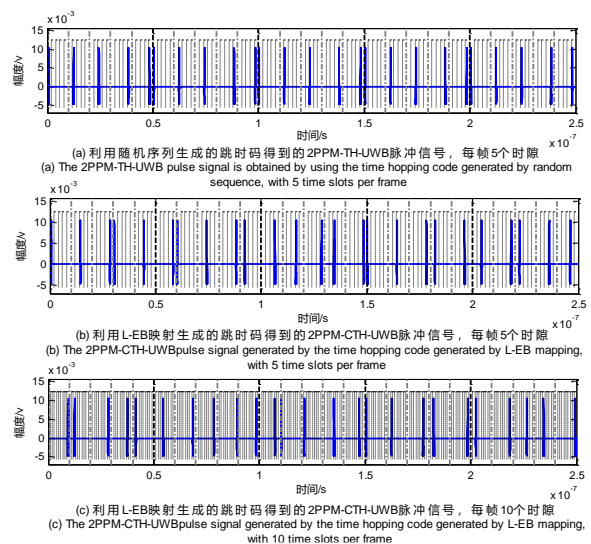 x 10⁻³
15
10
5
0
-5
幅度/v
0 0.5 1 1.5 2 2.5
时间/s
x 10⁻⁷
(a) 利用随机序列生成的跳时码得到的2PPM-TH-UWB脉冲信号，每帧5个时隙
(a) The 2PPM-TH-UWB pulse signal is obtained by using the time hopping code generated by random
sequence, with 5 time slots per frame
x 10⁻³
15
10
5
0
-5
幅度/v
0 0.5 1 1.5 2 2.5
时间/s
x 10⁻⁷
(b) 利用L-EB映射生成的跳时码得到的2PPM-CTH-UWB脉冲信号，每帧5个时隙
(b) The 2PPM-CTH-UWBpulse signal generated by the time hopping code generated by L-EB mapping,
with 5 time slots per frame
x 10⁻³
15
10
5
0
-5
幅度/v
0 0.5 1 1.5 2 2.5
时间/s
x 10⁻⁷
(c) 利用L-EB映射生成的跳时码得到的2PPM-CTH-UWB脉冲信号，每帧10个时隙
(c) The 2PPM-CTH-UWBpulse signal generated by the time hopping code generated by L-EB mapping,
with 10 time slots per frame